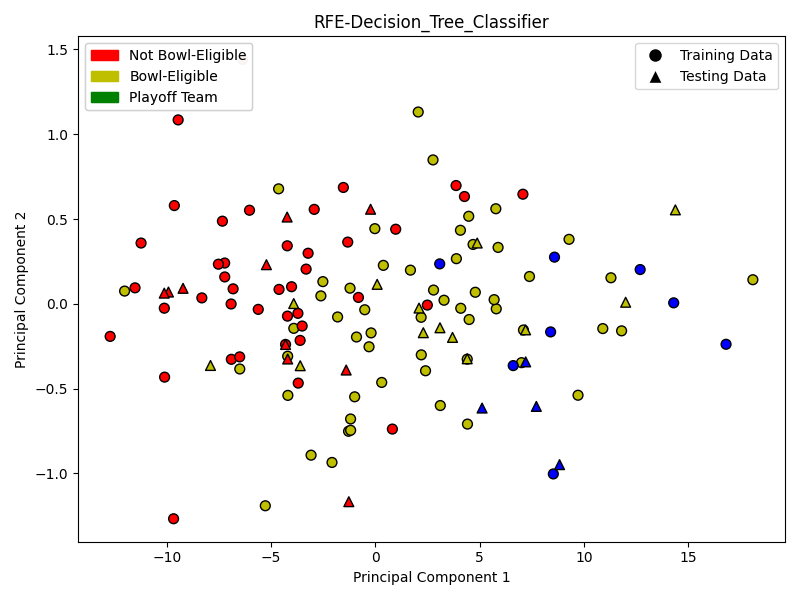 RFE-Decision_Tree_Classifier
Not Bowl-Eligible
Bowl-Eligible
Playoff Team
Training Data
Testing Data
1.5
1.0
0.5
0.0
−0.5
−1.0
Principal Component 2
−10
−5
0
5
10
15
Principal Component 1